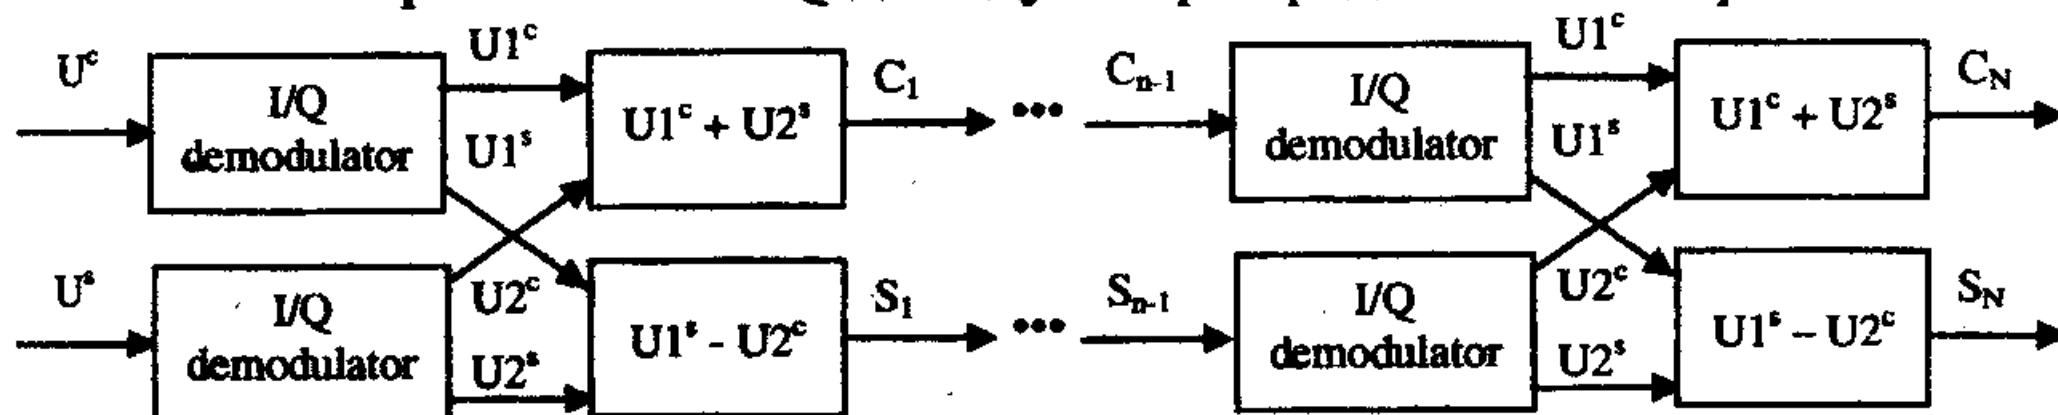 U^c
I/Q
demodulator
U1^c
U1^s
U1^c + U2^s
C_1
•••
C_{n-1}
I/Q
demodulator
U1^c
U1^s
U1^c + U2^s
C_N
U^s
I/Q
demodulator
U2^c
U2^s
U1^s - U2^c
S_1
•••
S_{n-1}
I/Q
demodulator
U2^c
U2^s
U1^s – U2^c
S_N